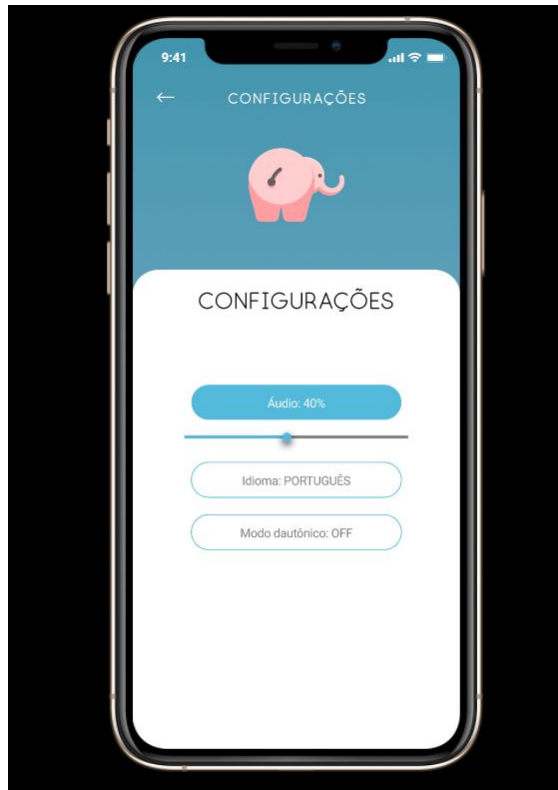 9:41
CONFIGURAÇÕES
CONFIGURAÇÕES
Áudio: 40%
Idioma: PORTUGUÊS
Modo dautônico: OFF